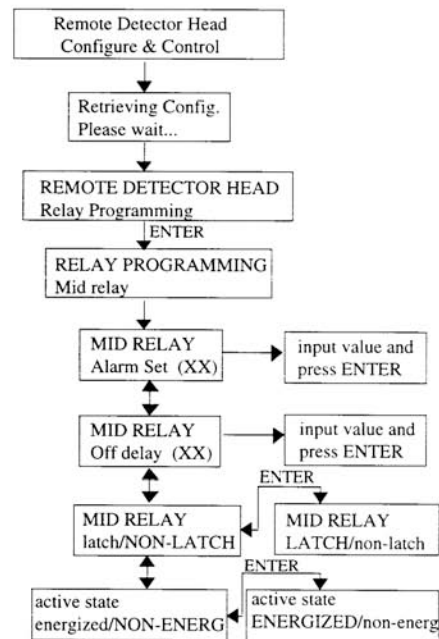 Remote Detector Head
Configure & Control
Retrieving Config.
Please wait...
REMOTE DETECTOR HEAD
Relay Programming
ENTER
RELAY PROGRAMMING
Mid relay
MID RELAY
Alarm Set (XX)
input value and
press ENTER
MID RELAY
Off delay (XX)
input value and
press ENTER
ENTER
MID RELAY
latch/NON-LATCH
MID RELAY
LATCH/non-latch
ENTER
active state
energized/NON-ENERG
active state
ENERGIZED/non-energ